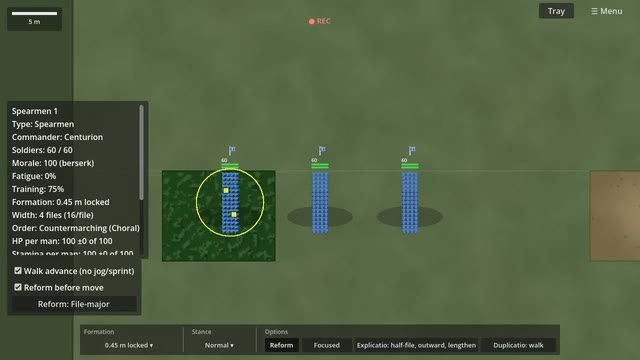 5 m
REC
Tray
☰ Menu
60
60
60
Spearmen 1
Type: Spearmen
Commander: Centurion
Soldiers: 60 / 60
Morale: 100 (berserk)
Fatigue: 0%
Training: 75%
Formation: 0.45 m locked
Width: 4 files (16/file)
Order: Countermarching (Choral)
HP per man: 100 ±0 of 100
Stamina per man: 100 ±0 of 100
Walk advance (no jog/sprint)
Reform before move
Reform: File-major
Formation
0.45 m locked ▾
Stance
Normal ▾
Options
Reform
Focused
Explicatio: half-file, outward, lengthen
Duplicatio: walk